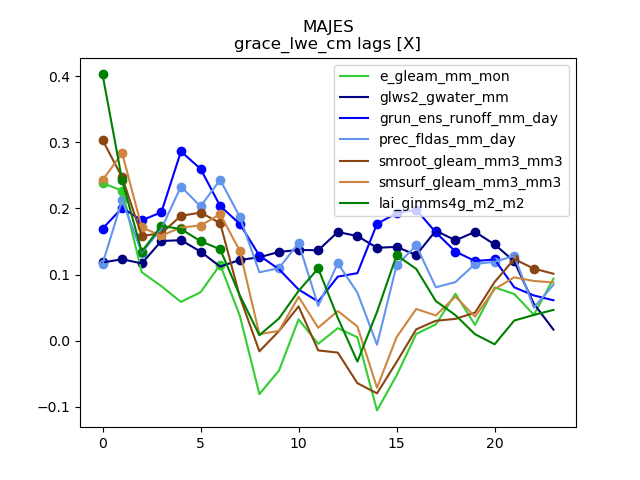 MAJES
grace_lwe_cm lags [X]
e_gleam_mm_mon
glws2_gwater_mm
grun_ens_runoff_mm_day
prec_fldas_mm_day
smroot_gleam_mm3_mm3
smsurf_gleam_mm3_mm3
lai_gimms4g_m2_m2
0.4
0.3
0.2
0.1
0.0
−0.1
0
5
10
15
20